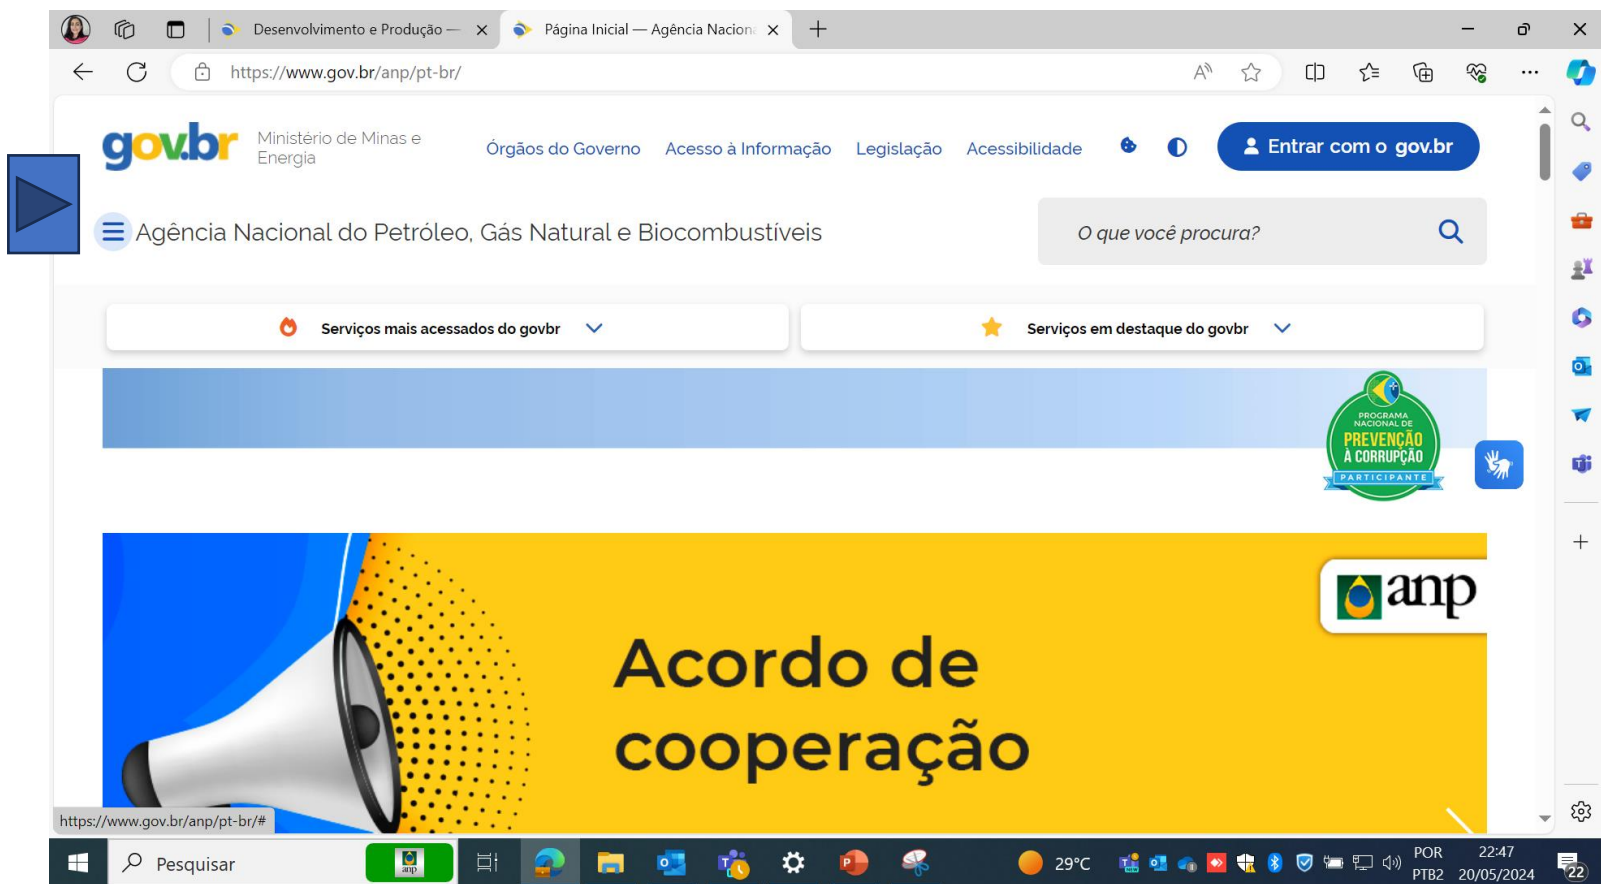 Desenvolvimento e Produção —
Página Inicial — Agência Naciona
https://www.gov.br/anp/pt-br/
gov.br
Ministério de Minas e
Energia
Órgãos do Governo
Acesso à Informação
Legislação
Acessibilidade
Entrar com o gov.br
Agência Nacional do Petróleo, Gás Natural e Biocombustíveis
O que você procura?
Serviços mais acessados do govbr
Serviços em destaque do govbr
PROGRAMA
NACIONAL DE
PREVENÇÃO
À CORRUPÇÃO
PARTICIPANTE
anp
Acordo de
cooperação
https://www.gov.br/anp/pt-br/#
Pesquisar
anp
29°C
POR
PTB2
22:47
20/05/2024
22